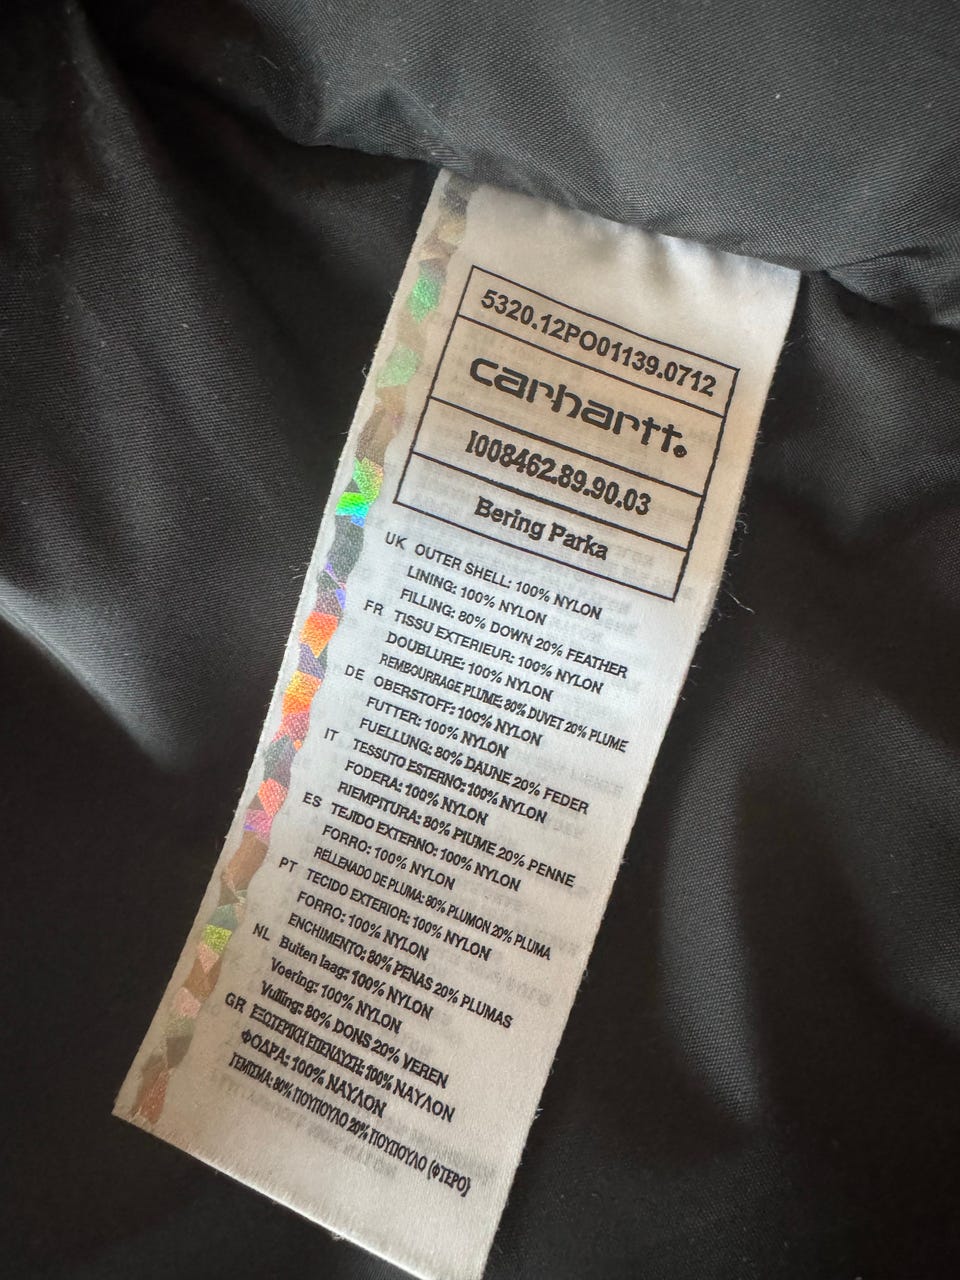 5320.12PO01139.0712
carhartt.®
I008462.89.90.03
Bering Parka
UK OUTER SHELL: 100% NYLON
LINING: 100% NYLON
FILLING: 80% DOWN 20% FEATHER
FR TISSU EXTERIEUR: 100% NYLON
DOUBLURE: 100% NYLON
REMBOURRAGE PLUME: 80% DUVET 20% PLUME
DE OBERSTOFF: 100% NYLON
FUTTER: 100% NYLON
FUELLUNG: 80% DAUNE 20% FEDER
IT TESSUTO ESTERNO: 100% NYLON
FODERA: 100% NYLON
RIEMPITURA: 80% PIUME 20% PENNE
ES TEJIDO EXTERNO: 100% NYLON
FORRO: 100% NYLON
RELLENADO DE PLUMA: 80% PLUMON 20% PLUMA
PT TECIDO EXTERIOR: 100% NYLON
FORRO: 100% NYLON
ENCHIMENTO: 80% PENAS 20% PLUMAS
NL Buiten laag: 100% NYLON
Voering: 100% NYLON
Vulling: 80% DONS 20% VEREN
GR ΕΞΩΤΕΡΙΚΗ ΕΠΕΝΔΥΣΗ: 100% ΝΑΥΛΟΝ
ΦΟΔΡΑ: 100% ΝΑΥΛΟΝ
ΓΕΜΙΣΜΑ: 80% ΠΟΥΠΟΥΛΟ 20% ΠΟΥΠΟΥΛΟ (ΦΤΕΡΟ)